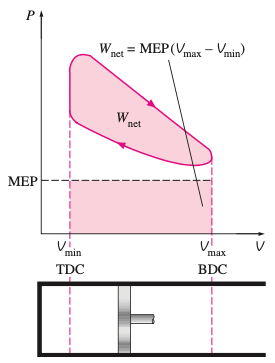 P
W_net = MEP(V_max – V_min)
W_net
MEP
V_min V_max V
TDC BDC